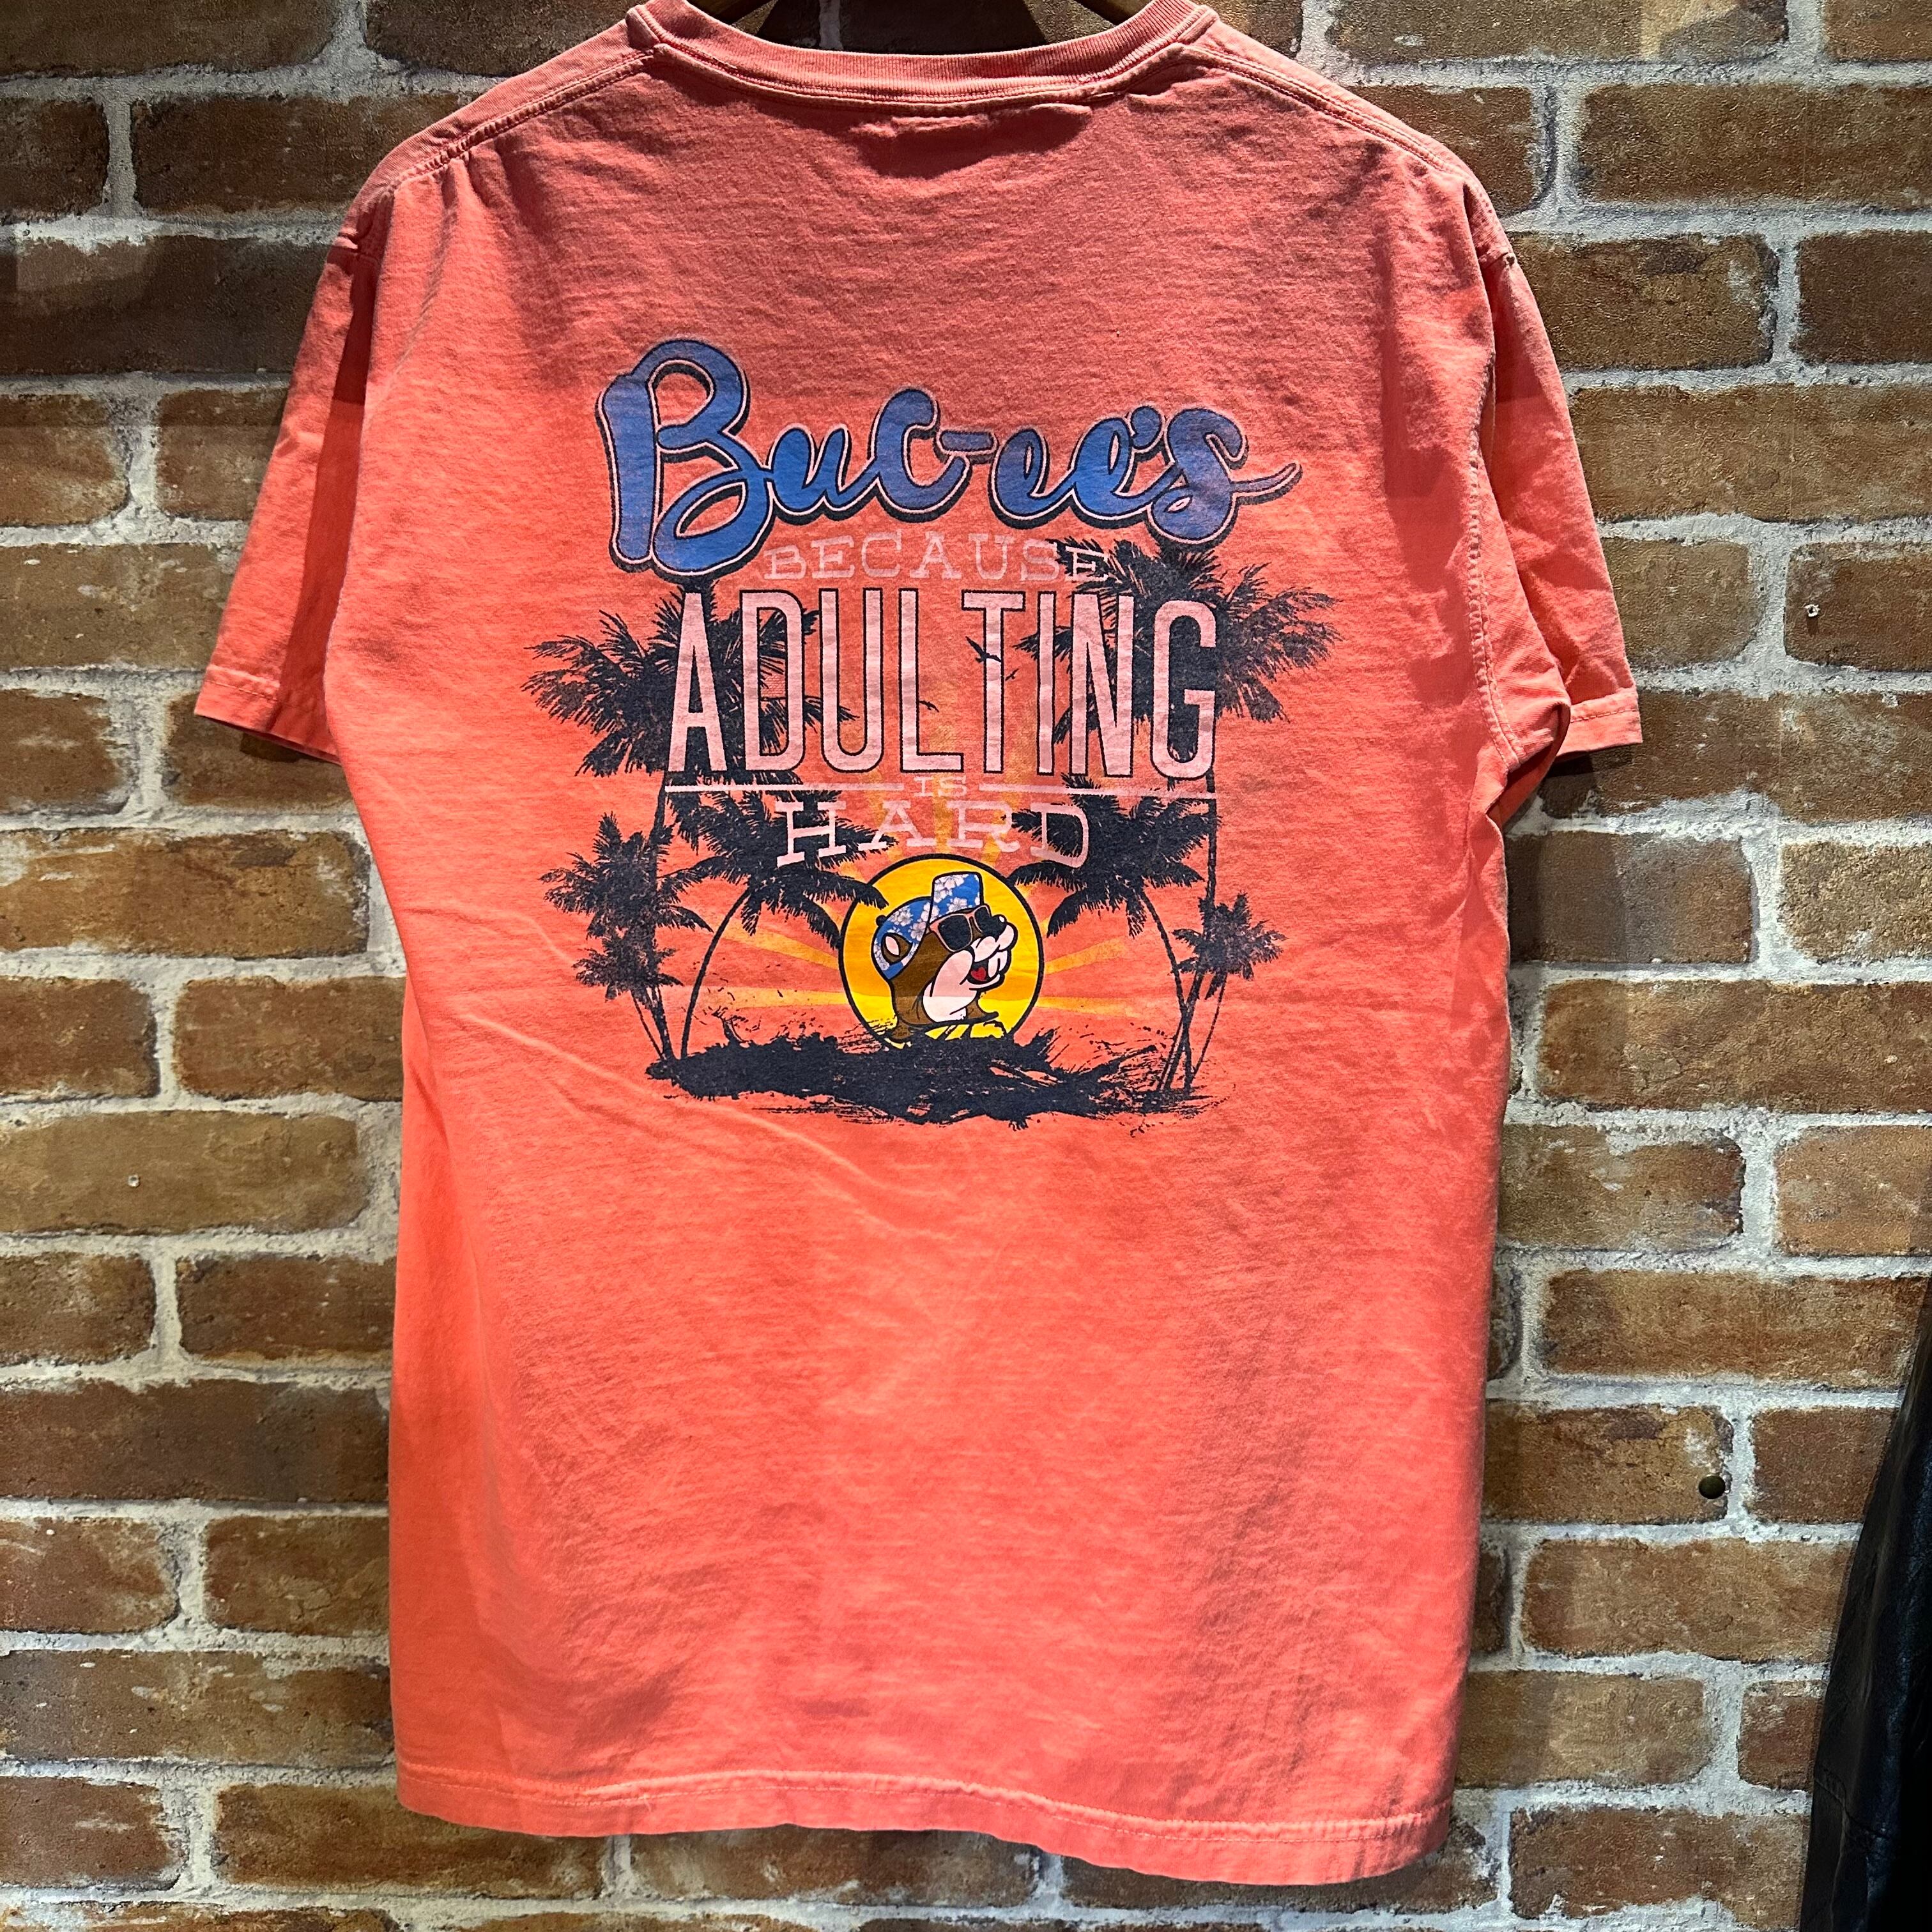 Buc-ee's
BECAUSE
ADULTING
IS
HARD